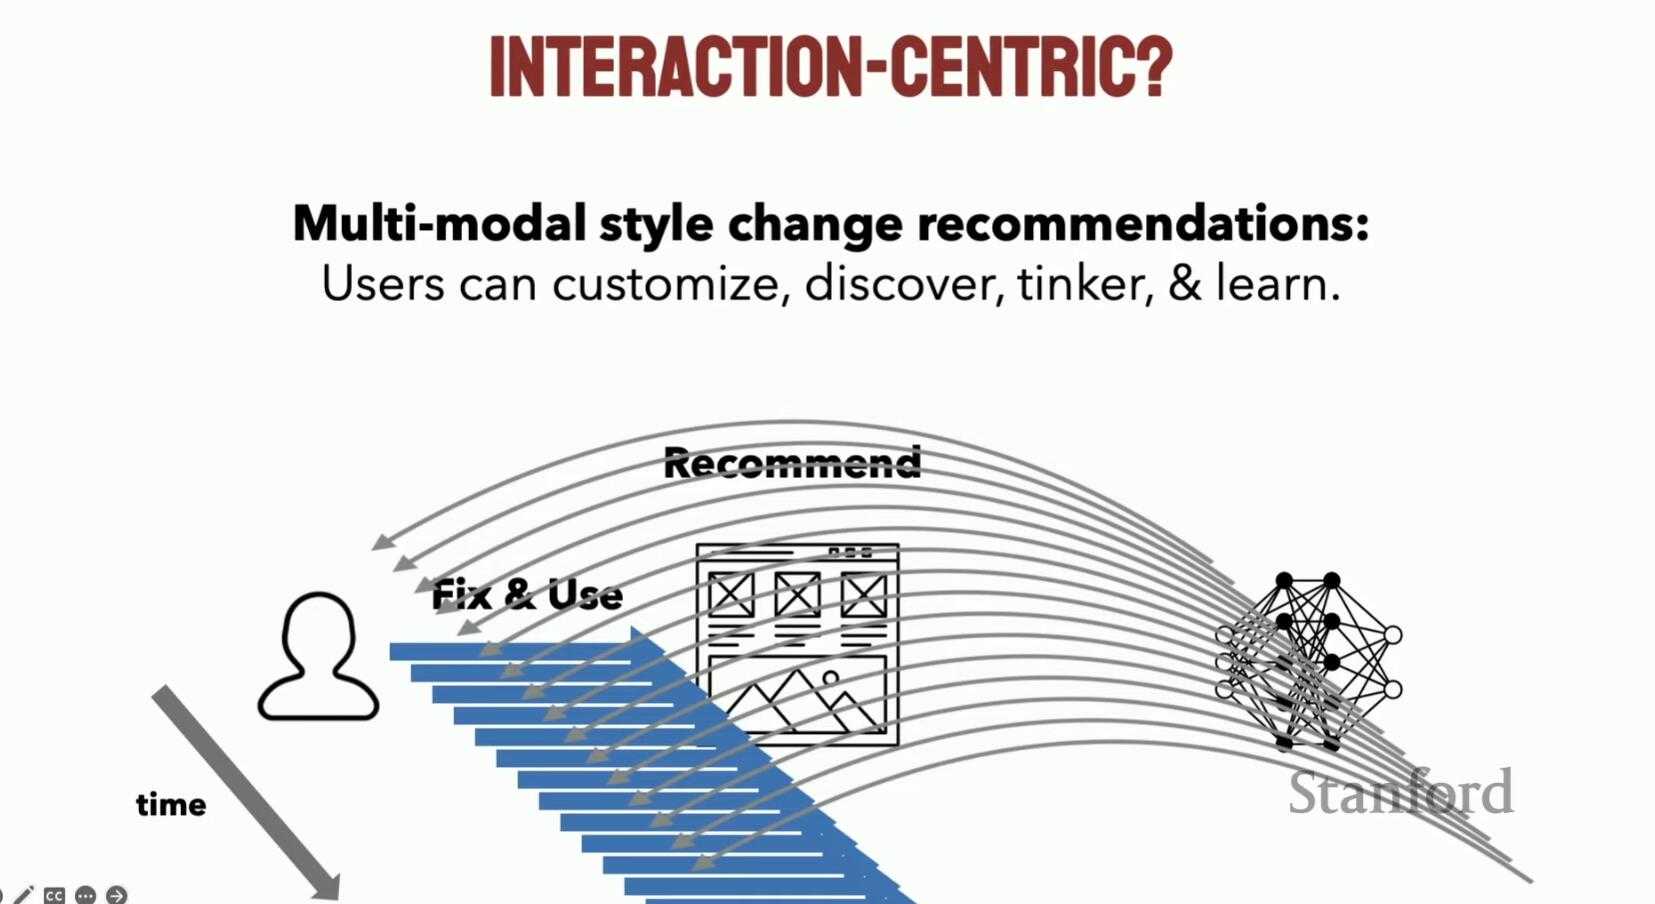 INTERACTION-CENTRIC?
Multi-modal style change recommendations:
Users can customize, discover, tinker, & learn.
Recommend
Fix & Use
time
Stanford
CC